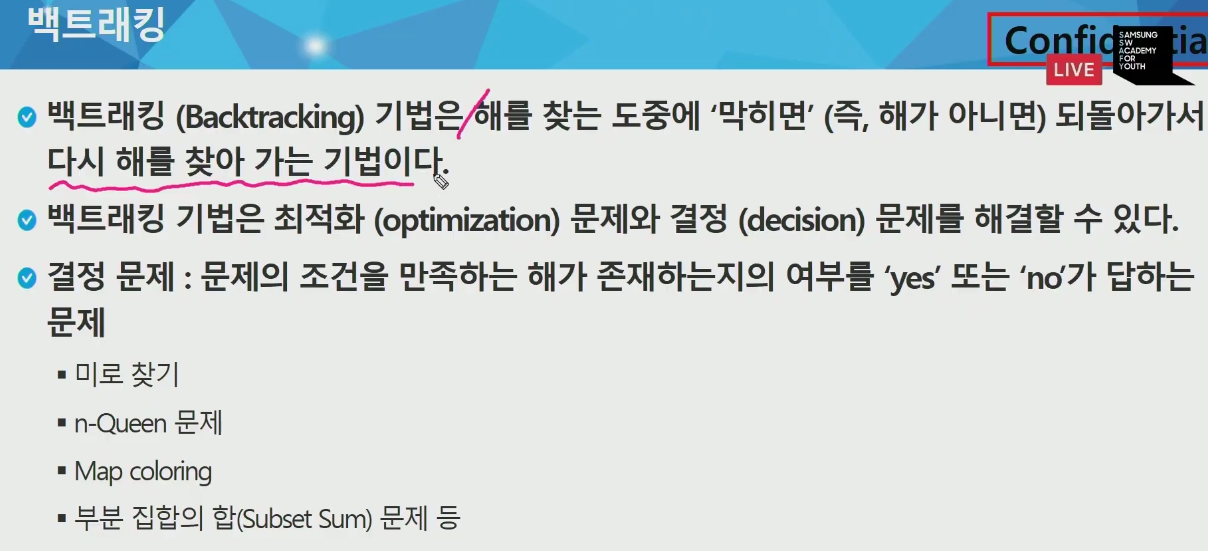 백트래킹
SAMSUNG
SW
ACADEMY
FOR
YOUTH
LIVE
백트래킹 (Backtracking) 기법은 해를 찾는 도중에 ‘막히면’ (즉, 해가 아니면) 되돌아가서
다시 해를 찾아 가는 기법이다.
백트래킹 기법은 최적화 (optimization) 문제와 결정 (decision) 문제를 해결할 수 있다.
결정 문제 : 문제의 조건을 만족하는 해가 존재하는지의 여부를 ‘yes’ 또는 ‘no’가 답하는
문제
▪ 미로 찾기
▪ n-Queen 문제
▪ Map coloring
▪ 부분 집합의 합(Subset Sum) 문제 등